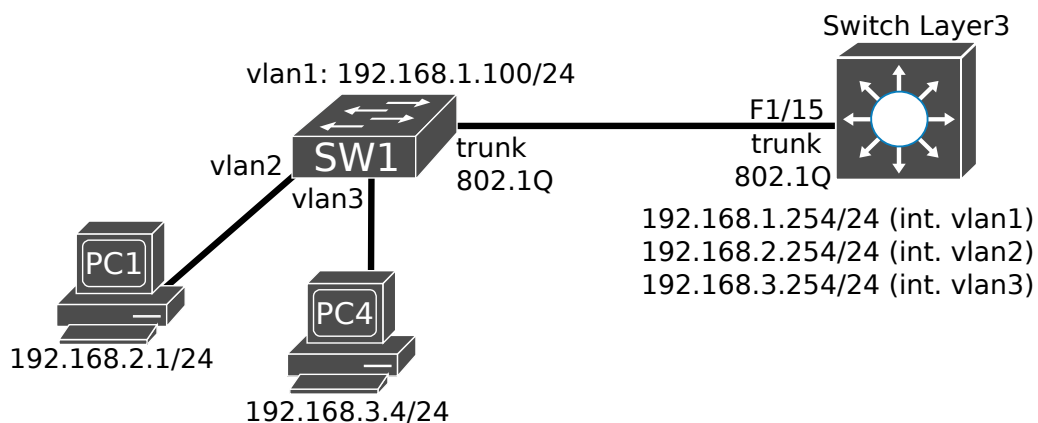 Switch Layer3
vlan1: 192.168.1.100/24
F1/15
trunk
802.1Q
SW1
trunk
802.1Q
vlan2
vlan3
192.168.1.254/24 (int. vlan1)
192.168.2.254/24 (int. vlan2)
192.168.3.254/24 (int. vlan3)
PC1
192.168.2.1/24
PC4
192.168.3.4/24